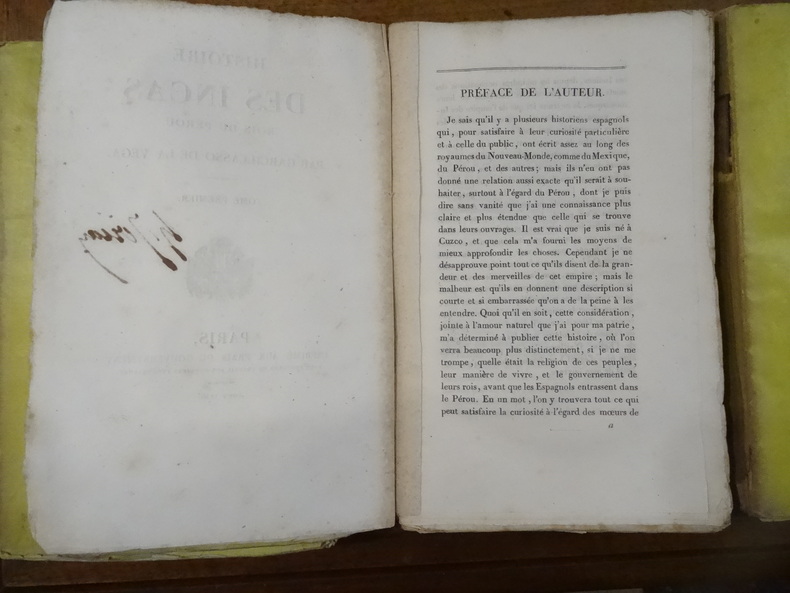 HISTOIRE
DES INCAS
ROIS DU PÉROU
PAR GARCILLASSO DE LA VEGA.
TOME PREMIER
PARIS,
PRÉFACE DE L'AUTEUR.
Je sais qu'il y a plusieurs historiens espagnols
qui, pour satisfaire à leur curiosité particulière
et à celle du public, ont écrit assez au long des
royaumes du Nouveau-Monde, comme du Mexique,
du Pérou, et des autres; mais ils n'en ont pas
donné une relation aussi exacte qu'il serait à sou-
haiter, surtout à l'égard du Pérou, dont je puis
dire sans vanité que j'ai une connaissance plus
claire et plus étendue que celle qui se trouve
dans leurs ouvrages. Il est vrai que je suis né à
Cuzco, et que cela m'a fourni les moyens de
mieux approfondir les choses. Cependant je ne
désapprouve point tout ce qu'ils disent de la gran-
deur et des merveilles de cet empire; mais le
malheur est qu'ils en donnent une description si
courte et si embarrassée qu'on a de la peine à les
entendre. Quoi qu'il en soit, cette considération,
jointe à l'amour naturel que j'ai pour ma patrie,
m'a déterminé à publier cette histoire, où l'on
verra beaucoup plus distinctement, si je ne me
trompe, quelle était la religion de ces peuples,
leur manière de vivre, et le gouvernement de
leurs rois, avant que les Espagnols entrassent dans
le Pérou. En un mot, l'on y trouvera tout ce qui
peut satisfaire la curiosité à l'égard des mœurs de
a